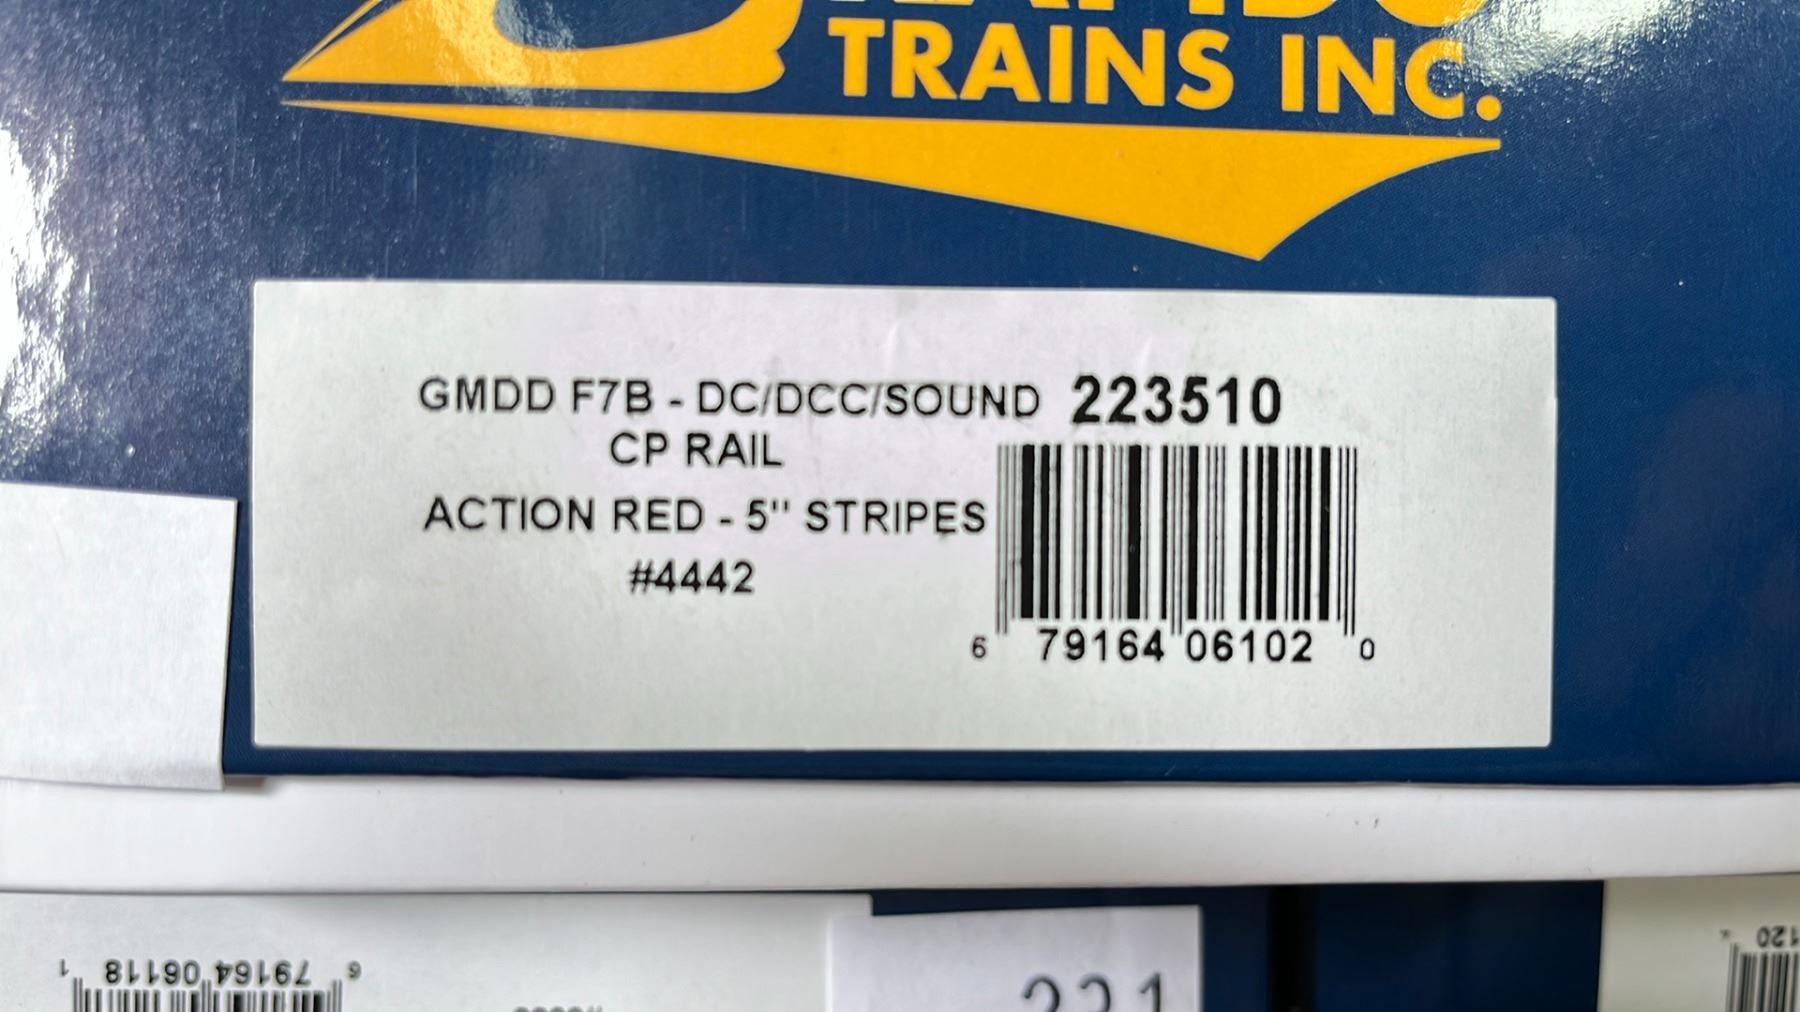 TRAINS INC.
GMDD F7B - DC/DCC/SOUND 223510
CP RAIL
ACTION RED - 5" STRIPES
#4442
6 79164 06102 0
6 79164 06118 1